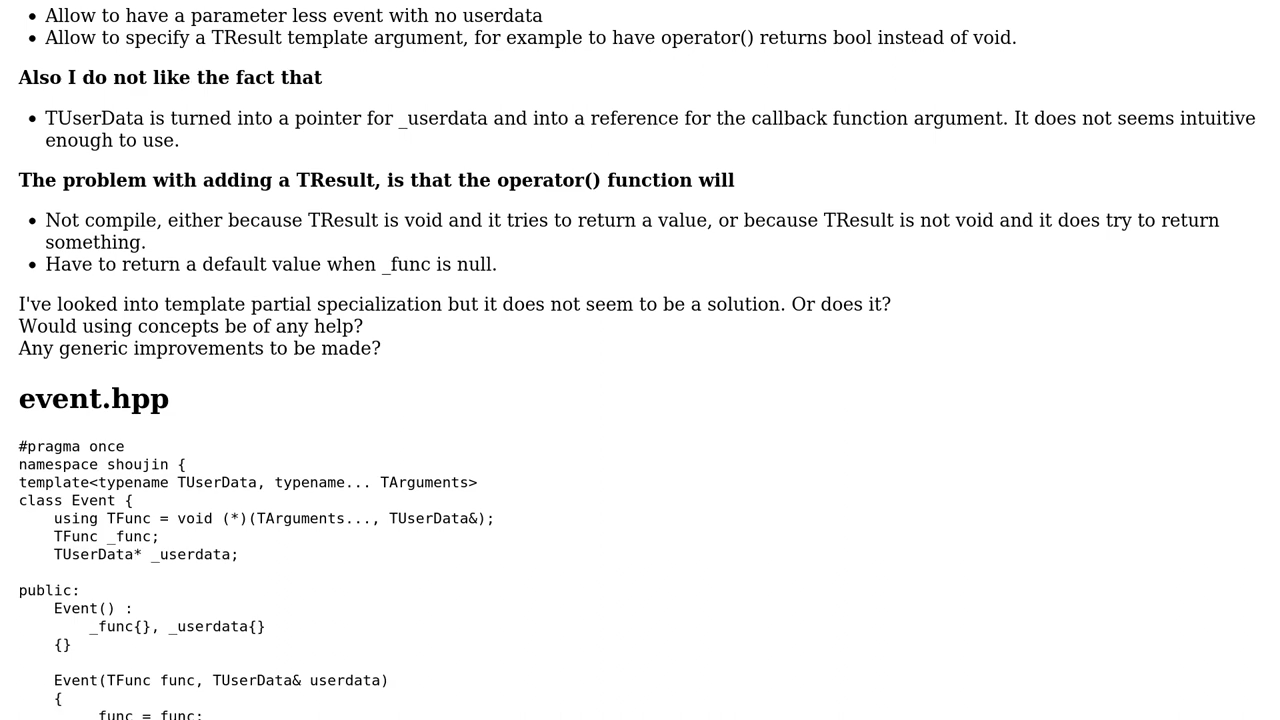 • Allow to have a parameter less event with no userdata
• Allow to specify a TResult template argument, for example to have operator() returns bool instead of void.
Also I do not like the fact that
• TUserData is turned into a pointer for _userdata and into a reference for the callback function argument. It does not seems intuitive
enough to use.
The problem with adding a TResult, is that the operator() function will
• Not compile, either because TResult is void and it tries to return a value, or because TResult is not void and it does try to return
something.
• Have to return a default value when _func is null.
I've looked into template partial specialization but it does not seem to be a solution. Or does it?
Would using concepts be of any help?
Any generic improvements to be made?
event.hpp
#pragma once
namespace shoujin {
template<typename TUserData, typename... TArguments>
class Event {
    using TFunc = void (*)(TArguments..., TUserData&);
    TFunc _func;
    TUserData* _userdata;
public:
    Event() :
        _func{}, _userdata{}
    {}
    Event(TFunc func, TUserData& userdata)
    {
        _func = func;